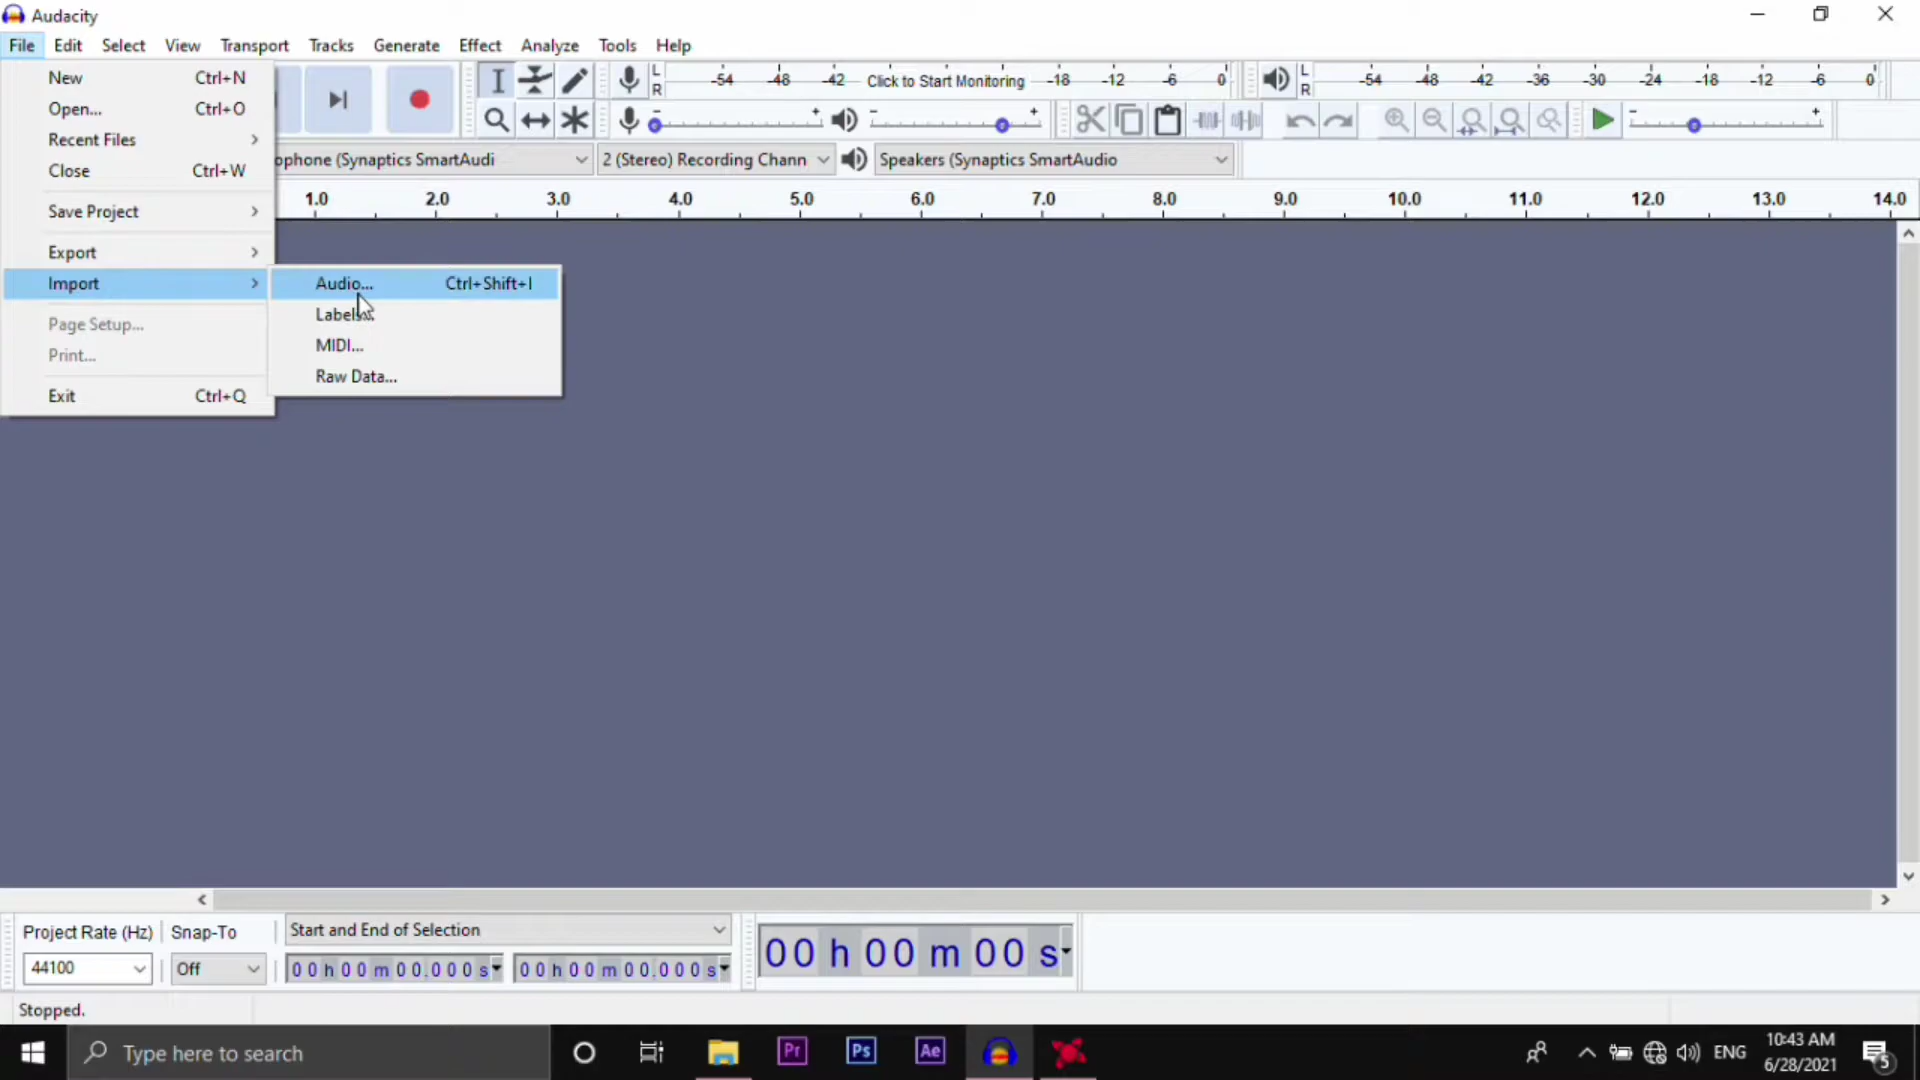 Audacity
File Edit Select View Transport Tracks Generate Effect Analyze Tools Help
New Ctrl+N
Open... Ctrl+O
Recent Files
Close Ctrl+W
Save Project
Export
Import
Page Setup...
Print...
Exit Ctrl+Q
Audio... Ctrl+Shift+I
Labels...
MIDI...
Raw Data...
L R -54 -48 -42 Click to Start Monitoring -18 -12 -6 0
L R -54 -48 -42 -36 -30 -24 -18 -12 -6 0
ophone (Synaptics SmartAudi 2 (Stereo) Recording Chann Speakers (Synaptics SmartAudio
1.0 2.0 3.0 4.0 5.0 6.0 7.0 8.0 9.0 10.0 11.0 12.0 13.0 14.0
Project Rate (Hz) Snap-To Start and End of Selection
44100 Off 00 h 00 m 00.000 s 00 h 00 m 00.000 s
00 h 00 m 00 s
Stopped.
Type here to search
Pr Ps Ae
ENG
10:43 AM
6/28/2021
5